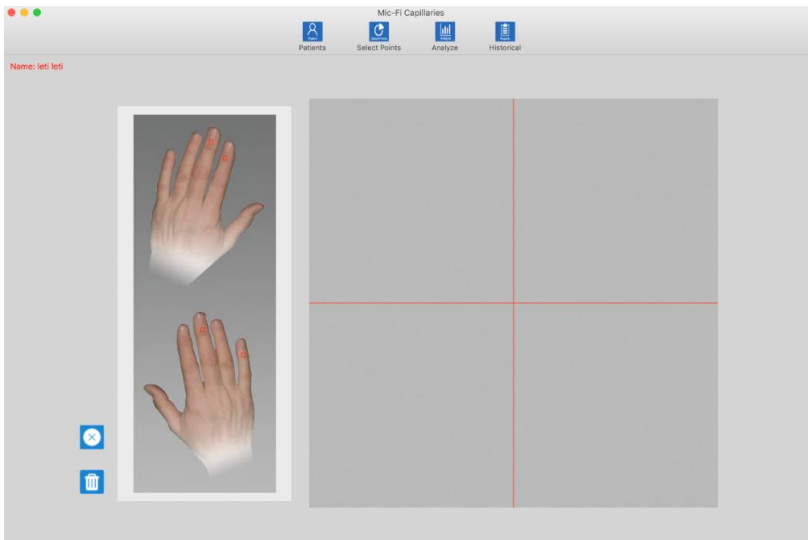 Mic-Fi Capillaries
Patients Select Points Analyze Historical
Name: leti leti